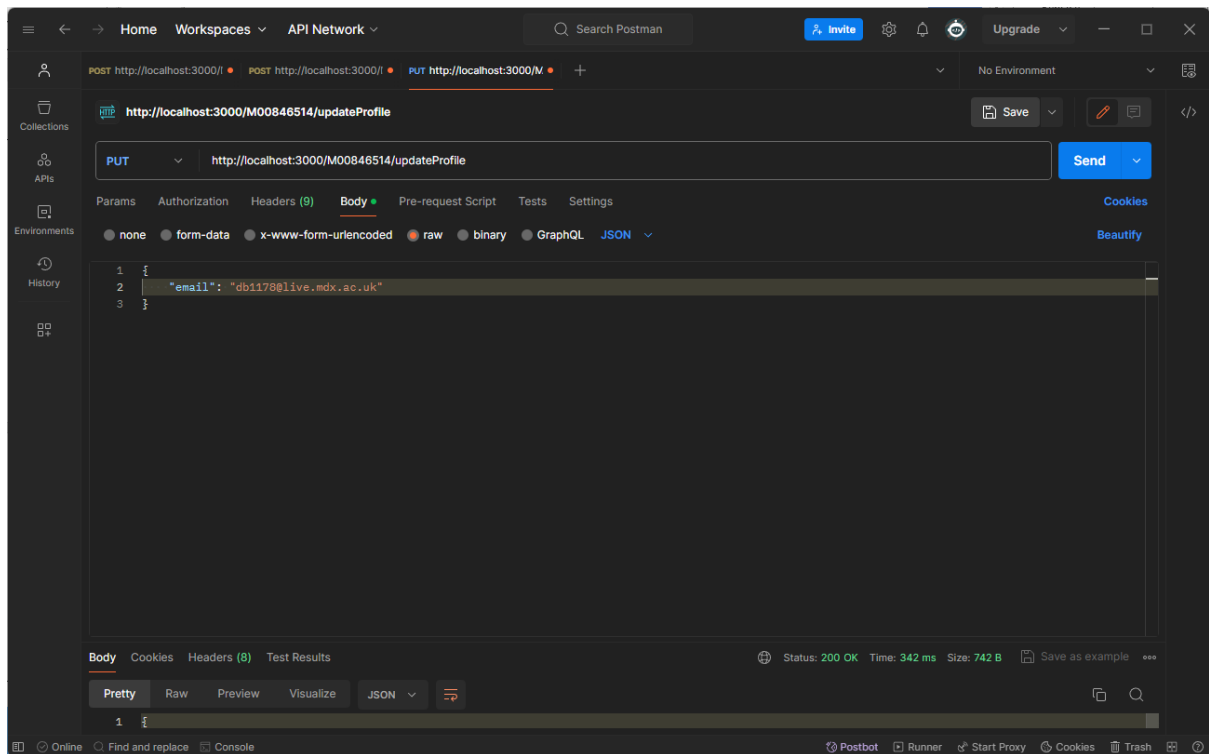 Home Workspaces API Network Search Postman Invite Upgrade
POST http://localhost:3000/ POST http://localhost:3000/ PUT http://localhost:3000/M No Environment
HTTP http://localhost:3000/M00846514/updateProfile Save
Collections
PUT http://localhost:3000/M00846514/updateProfile Send
APIs
Params Authorization Headers (9) Body Pre-request Script Tests Settings Cookies
Environments
none form-data x-www-form-urlencoded raw binary GraphQL JSON Beautify
History
1 {
2 "email": "db1178@live.mdx.ac.uk"
3 }
Body Cookies Headers (8) Test Results Status: 200 OK Time: 342 ms Size: 742 B Save as example
Pretty Raw Preview Visualize JSON
1 {
Online Find and replace Console Postbot Runner Start Proxy Cookies Trash